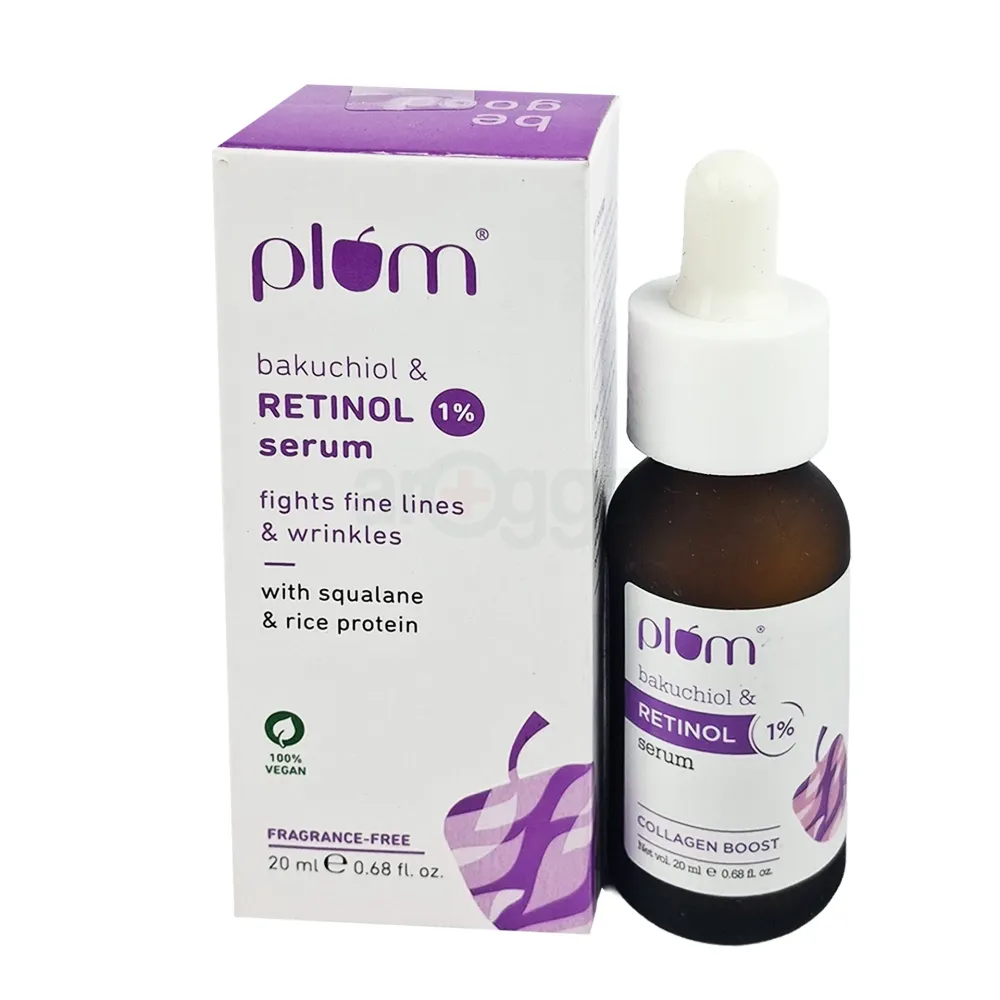 be
good
plum®
bakuchiol &
RETINOL 1%
serum
fights fine lines
& wrinkles
with squalane
& rice protein
100%
VEGAN
FRAGRANCE-FREE
20 ml ℮ 0.68 fl. oz.
plum®
bakuchiol &
RETINOL 1%
serum
COLLAGEN BOOST
Net vol. 20 ml ℮ 0.68 fl. oz.